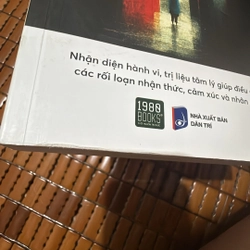 Nhận diện hành vi, trị liệu tâm lý giúp điều
các rối loạn nhận thức, cảm xúc và nhân
1980
BOOKS
NHÀ XUẤT BẢN
DÂN TRÍ